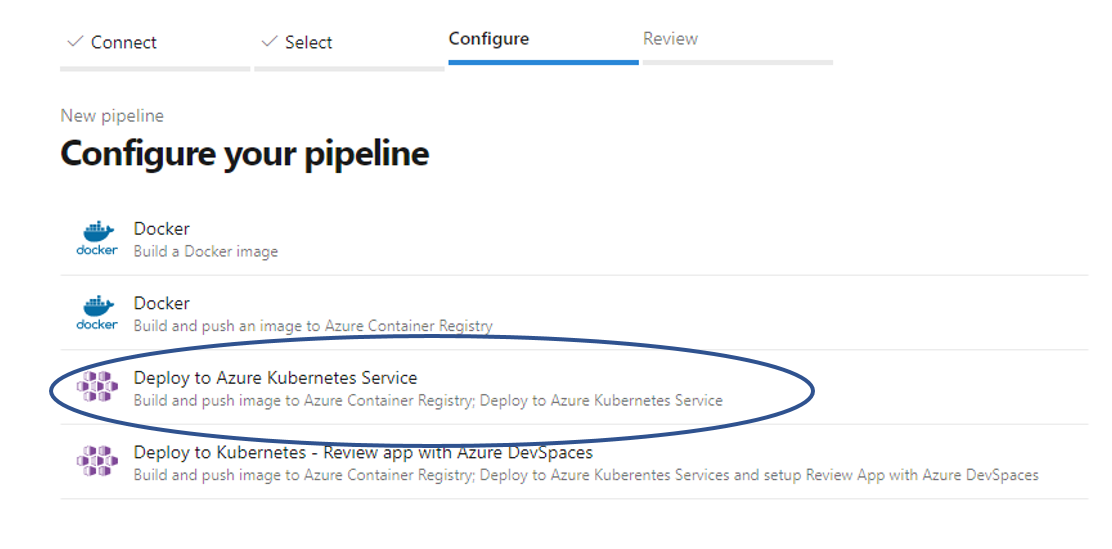 Connect
Select
Configure
Review
New pipeline
Configure your pipeline
docker
Docker
Build a Docker image
docker
Docker
Build and push an image to Azure Container Registry
Deploy to Azure Kubernetes Service
Build and push image to Azure Container Registry; Deploy to Azure Kubernetes Service
Deploy to Kubernetes - Review app with Azure DevSpaces
Build and push image to Azure Container Registry; Deploy to Azure Kuberentes Services and setup Review App with Azure DevSpaces